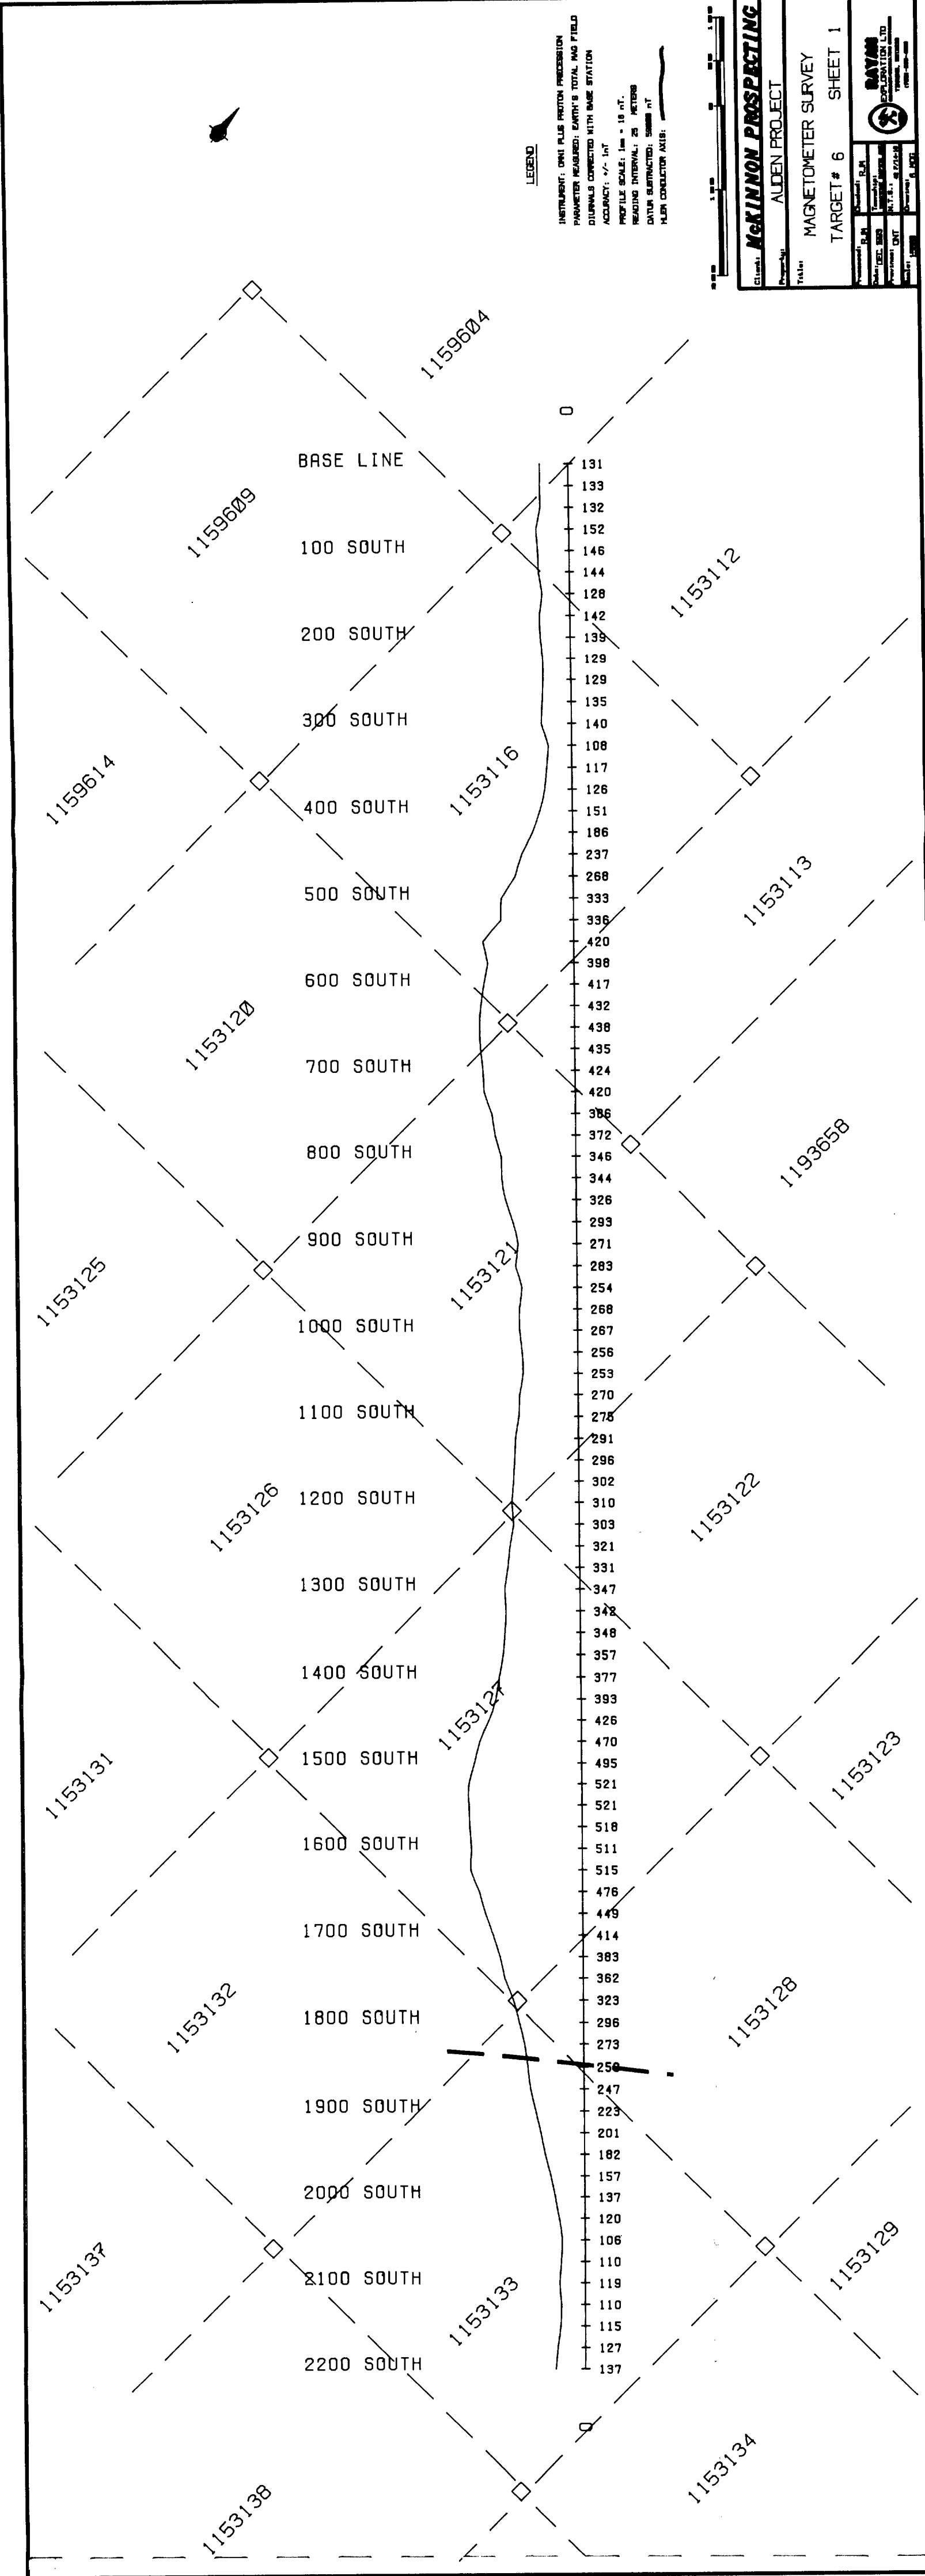 LEGEND
INSTRUMENT: OMNI PLUS PROTON PRECESSION
PARAMETER MEASURED: EARTH'S TOTAL MAG FIELD
DIURNALS CORRECTED WITH BASE STATION
ACCURACY: +/- 1nT
PROFILE SCALE: 1mm = 10 nT.
READING INTERVAL: 25 METERS
DATUM SUBTRACTED: nT
HLEM CONDUCTOR AXIS:
Client: McKINNON PROSPECTING
Property: AUDEN PROJECT
Title: MAGNETOMETER SURVEY
TARGET# 6 SHEET 1
RAYAN
EXPLORATION LTD
1159604
0
BASE LINE
131
133
1159609
132
152
100 SOUTH
146
144
1153112
128
142
200 SOUTH
139
129
129
135
300 SOUTH
140
108
1159614
1153116
117
126
400 SOUTH
151
186
237
268
1153113
500 SOUTH
333
336
420
398
600 SOUTH
417
432
1153120
438
435
700 SOUTH
424
420
386
372
800 SOUTH
346
344
1193658
326
293
900 SOUTH
271
283
1153125
1153121
254
268
1000 SOUTH
267
256
253
270
1100 SOUTH
275
291
296
302
1200 SOUTH
310
303
1153126
1153122
321
331
1300 SOUTH
347
342
348
357
1400 SOUTH
377
393
1153127
426
470
1500 SOUTH
495
521
1153131
1153123
521
518
1600 SOUTH
511
515
476
449
1700 SOUTH
414
383
362
323
1153132
1153128
1800 SOUTH
296
273
250
247
1900 SOUTH
223
201
182
157
2000 SOUTH
137
120
106
110
1153137
1153129
2100 SOUTH
119
110
1153133
115
127
2200 SOUTH
137
0
1153134
1153138